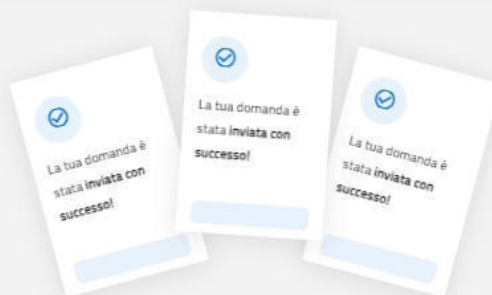 La tua domanda è
stata inviata con
successo!
La tua domanda è
stata inviata con
successo!
La tua domanda è
stata inviata con
successo!